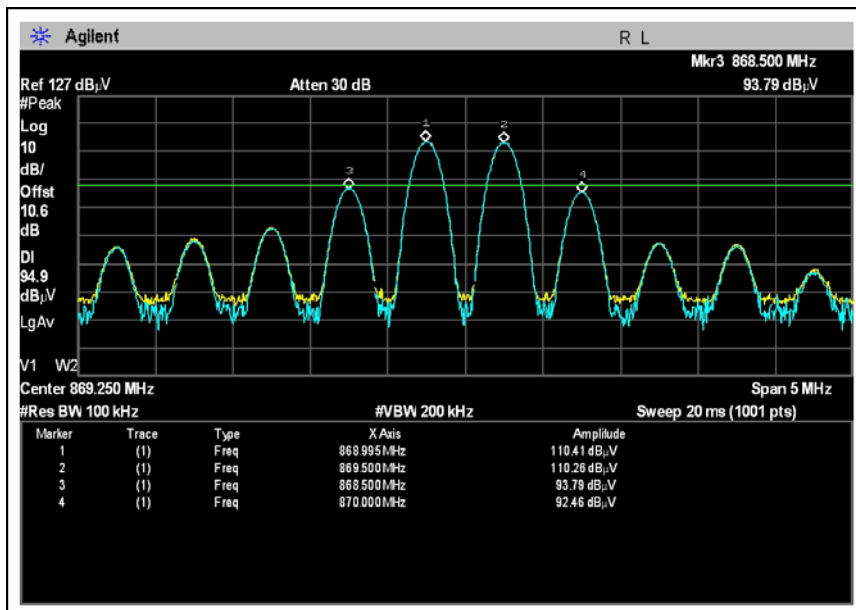 Agilent R L
Mkr3 868.500 MHz
Ref 127 dBμV Atten 30 dB 93.79 dBμV
#Peak
Log
10
dB/
Offst
10.6
dB
DI
94.9
dBμV
LgAv
V1 W2
1
2
3
4
Center 869.250 MHz Span 5 MHz
#Res BW 100 kHz #VBW 200 kHz Sweep 20 ms (1001 pts)
Marker Trace Type X Axis Amplitude
1 (1) Freq 868.995 MHz 110.41 dBμV
2 (1) Freq 869.500 MHz 110.26 dBμV
3 (1) Freq 868.500 MHz 93.79 dBμV
4 (1) Freq 870.000 MHz 92.46 dBμV